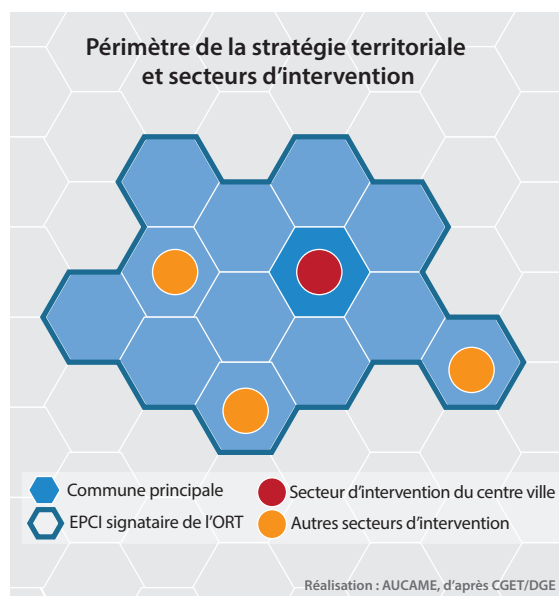 Périmètre de la stratégie territoriale
et secteurs d'intervention
Commune principale
Secteur d'intervention du centre ville
EPCI signataire de l'ORT
Autres secteurs d'intervention
Réalisation : AUCAME, d'après CGET/DGE